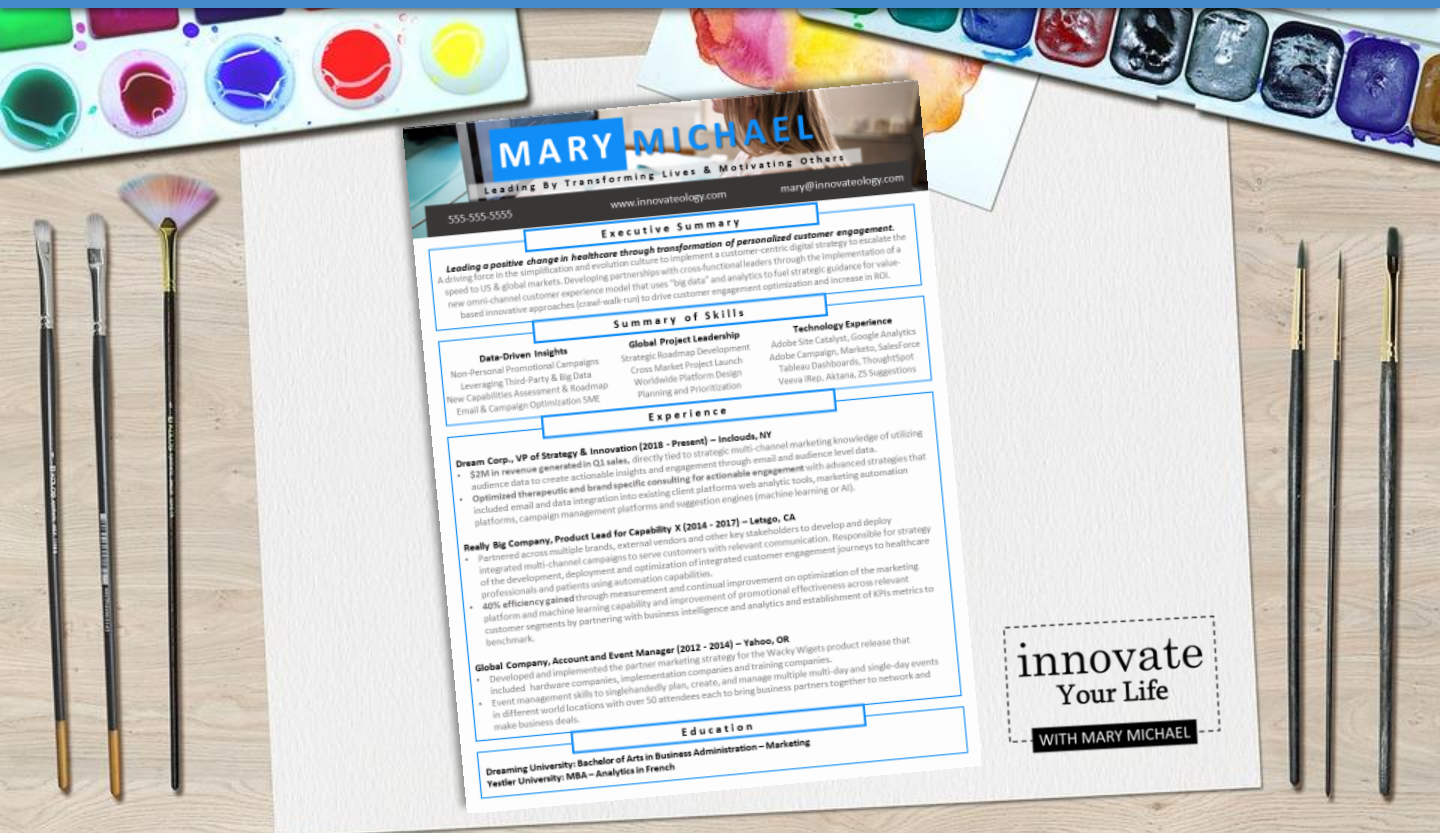 MARY MICHAEL
Leading By Transforming Lives & Motivating Others
555-555-5555 www.innovateology.com mary@innovateology.com
Executive Summary
Leading a positive change in healthcare through transformation of personalized customer engagement.
A driving force in the simplification and evolution culture to implement a customer-centric digital strategy to escalate the
speed to US & global markets. Developing partnerships with cross-functional leaders through the implementation of a
new omni-channel customer experience model that uses "big data" and analytics to fuel strategic guidance for value-
based innovative approaches (crawl-walk-run) to drive customer engagement optimization and increase in ROI.
Summary of Skills
Data-Driven Insights
Non-Personal Promotional Campaigns
Leveraging Third-Party & Big Data
New Capabilities Assessment & Roadmap
Email & Campaign Optimization SME
Global Project Leadership
Strategic Roadmap Development
Cross Market Project Launch
Worldwide Platform Design
Planning and Prioritization
Technology Experience
Adobe Site Catalyst, Google Analytics
Adobe Campaign, Marketo, SalesForce
Tableau Dashboards, ThoughtSpot
Veeva iRep, Aktana, ZS Suggestions
Experience
Dream Corp., VP of Strategy & Innovation (2018 - Present) – Inclouds, NY
• $2M in revenue generated in Q1 sales, directly tied to strategic multi-channel marketing knowledge of utilizing
audience data to create actionable insights and engagement through email and audience level data.
• Optimized therapeutic and brand specific consulting for actionable engagement with advanced strategies that
included email and data integration into existing client platforms web analytic tools, marketing automation
platforms, campaign management platforms and suggestion engines (machine learning or AI).
Really Big Company, Product Lead for Capability X (2014 - 2017) – Letsgo, CA
• Partnered across multiple brands, external vendors and other key stakeholders to develop and deploy
integrated multi-channel campaigns to serve customers with relevant communication. Responsible for strategy
of the development, deployment and optimization of integrated customer engagement journeys to healthcare
professionals and patients using automation capabilities.
• 40% efficiency gained through measurement and continual improvement on optimization of the marketing
platform and machine learning capability and improvement of promotional effectiveness across relevant
customer segments by partnering with business intelligence and analytics and establishment of KPIs metrics to
benchmark.
Global Company, Account and Event Manager (2012 - 2014) – Yahoo, OR
• Developed and implemented the partner marketing strategy for the Wacky Wigets product release that
included hardware companies, implementation companies and training companies.
• Event management skills to singlehandedly plan, create, and manage multiple multi-day and single-day events
in different world locations with over 50 attendees each to bring business partners together to network and
make business deals.
Education
Dreaming University: Bachelor of Arts in Business Administration – Marketing
Yestler University: MBA – Analytics in French
innovate
Your Life
WITH MARY MICHAEL